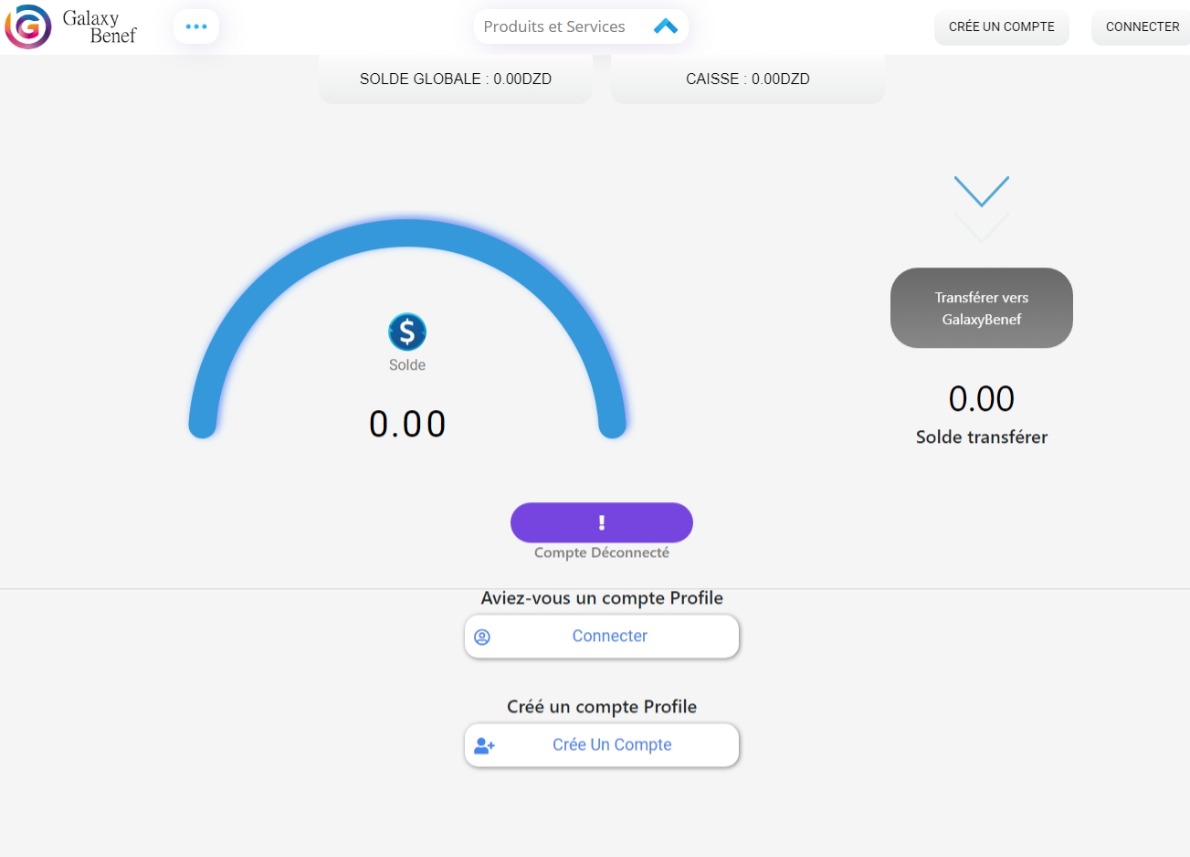 Galaxy
Benef
Produits et Services
CRÉE UN COMPTE
CONNECTER
SOLDE GLOBALE : 0.00DZD
CAISSE : 0.00DZD
$
Solde
0.00
Transférer vers
GalaxyBenef
0.00
Solde transférer
!
Compte Déconnecté
Aviez-vous un compte Profile
Connecter
Créé un compte Profile
Crée Un Compte